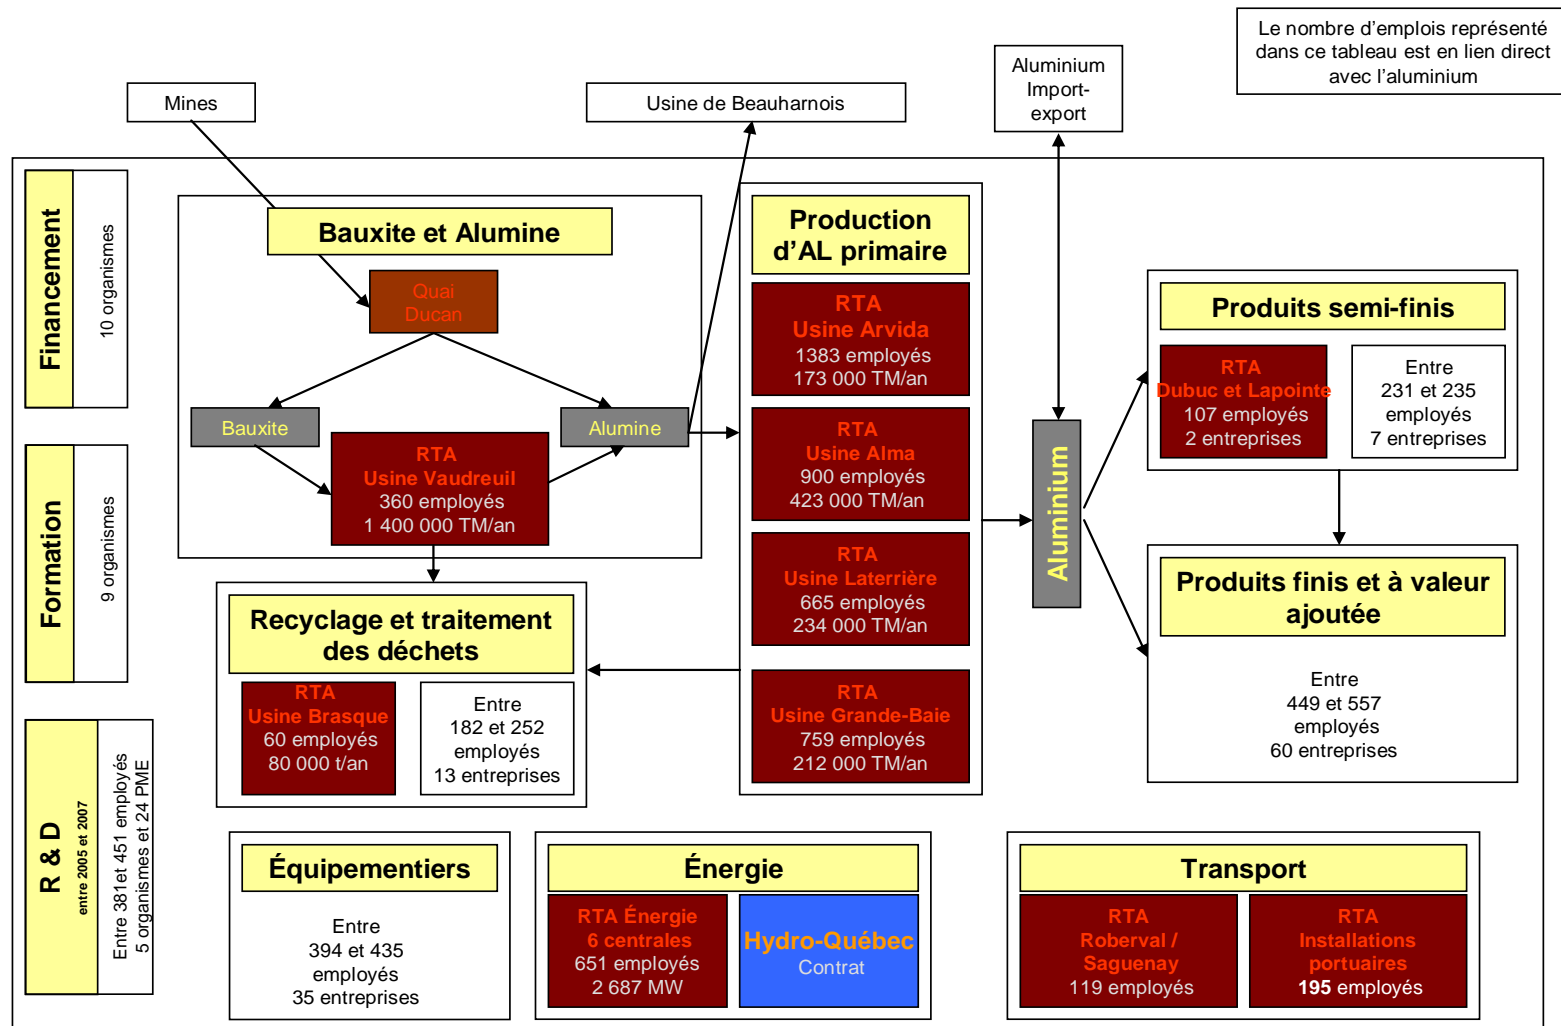 Le nombre d'emplois représenté
dans ce tableau est en lien direct
avec l'aluminium
Mines
Usine de Beauharnois
Aluminium
Import-
export
Financement
10 organismes
Formation
9 organismes
R & D
entre 2005 et 2007
Entre 381et 451 employés
5 organismes et 24 PME
Bauxite et Alumine
Quai
Ducan
Bauxite
Alumine
RTA
Usine Vaudreuil
360 employés
1 400 000 TM/an
Recyclage et traitement
des déchets
RTA
Usine Brasque
60 employés
80 000 t/an
Entre
182 et 252
employés
13 entreprises
Production
d'AL primaire
RTA
Usine Arvida
1383 employés
173 000 TM/an
RTA
Usine Alma
900 employés
423 000 TM/an
RTA
Usine Laterrière
665 employés
234 000 TM/an
RTA
Usine Grande-Baie
759 employés
212 000 TM/an
Aluminium
Produits semi-finis
RTA
Dubuc et Lapointe
107 employés
2 entreprises
Entre
231 et 235
employés
7 entreprises
Produits finis et à valeur
ajoutée
Entre
449 et 557
employés
60 entreprises
Équipementiers
Entre
394 et 435
employés
35 entreprises
Énergie
RTA Énergie
6 centrales
651 employés
2 687 MW
Hydro-Québec
Contrat
Transport
RTA
Roberval /
Saguenay
119 employés
RTA
Installations
portuaires
195 employés